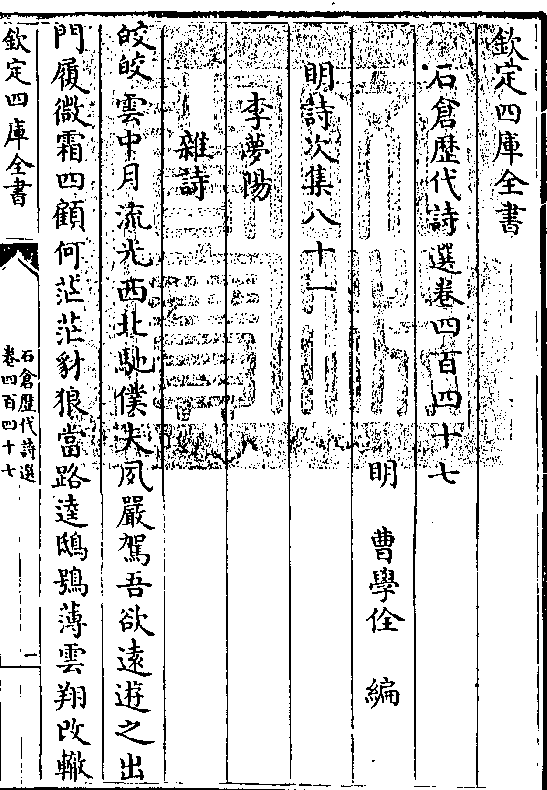 欽定四庫全書
石倉歷代詩選卷四百四十七
明　曹學佺　編
明詩次集八十一
李夢陽
雜詩
皎皎雲中月流光西北馳僕夫夙嚴駕吾欲遠遊之出
門履微霜四顧何茫茫豺狼當路逵鴟鴞薄雲翔改轍
欽定四庫全書
石倉歷代詩選
卷四百四十七
一